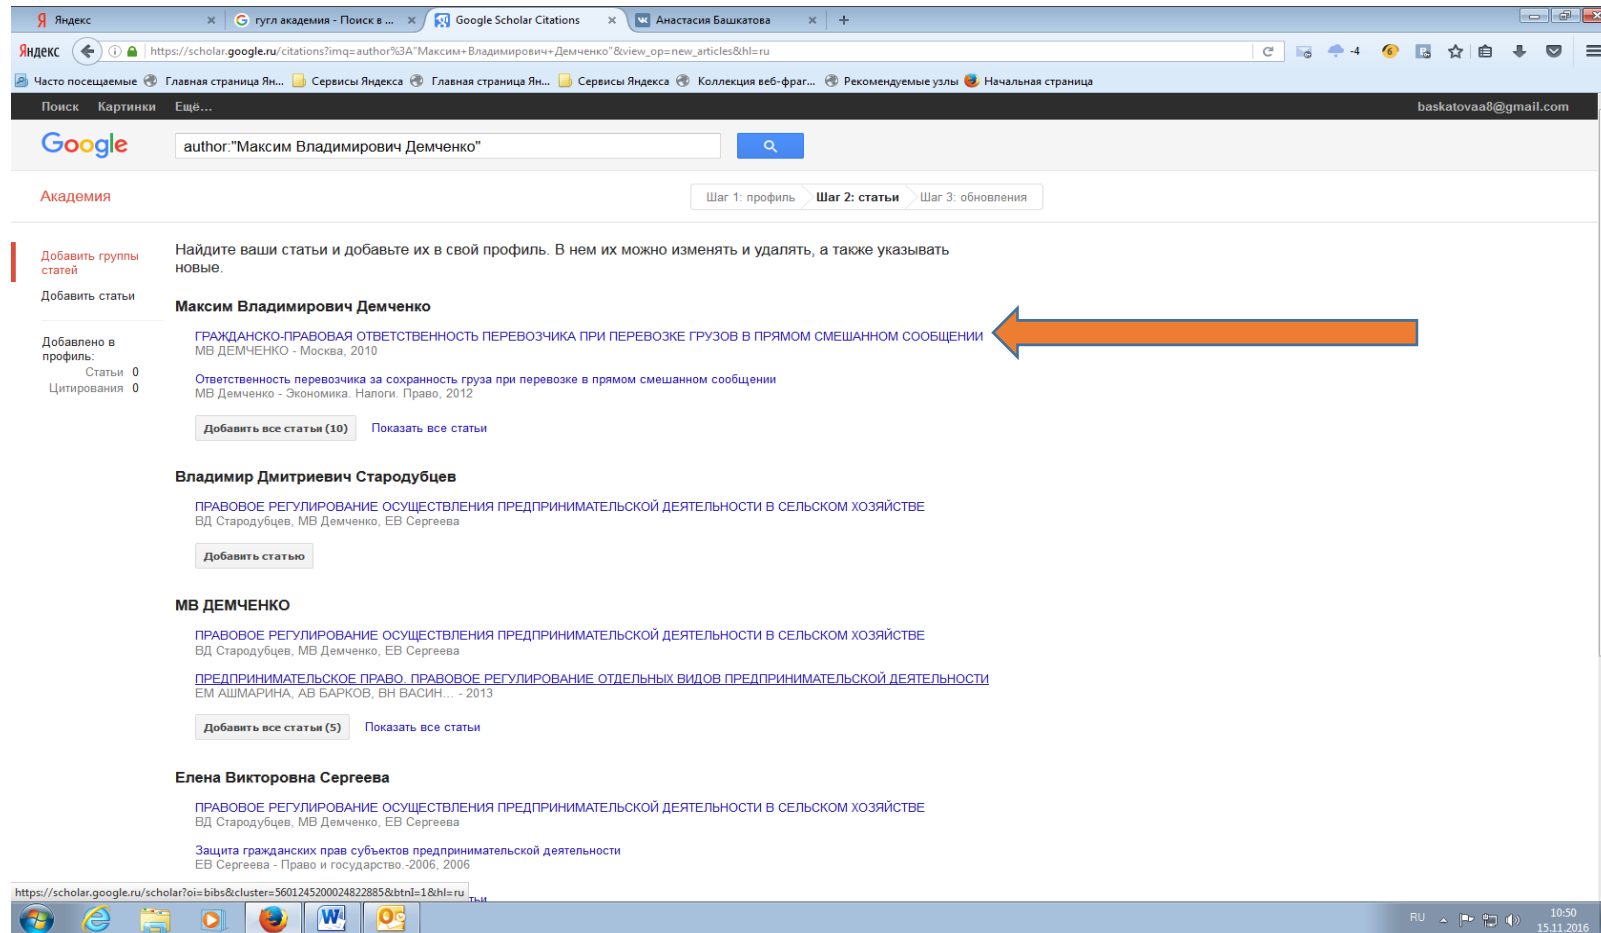 Яндекс
гугл академия - Поиск в ...
Google Scholar Citations
Анастасия Башкатова
Яндекс
https://scholar.google.ru/citations?imq=author%3A"Максим+Владимирович+Демченко"&view_op=new_articles&hl=ru
-4
6
Часто посещаемые Главная страница Ян... Сервисы Яндекса Главная страница Ян... Сервисы Яндекса Коллекция веб-фраг... Рекомендуемые узлы Начальная страница
Поиск Картинки Ещё...
baskatovaa8@gmail.com
Google
author:"Максим Владимирович Демченко"
Академия
Шаг 1: профиль Шаг 2: статьи Шаг 3: обновления
Добавить группы
статей
Добавить статьи
Добавлено в
профиль:
Статьи 0
Цитирования 0
Найдите ваши статьи и добавьте их в свой профиль. В нем их можно изменять и удалять, а также указывать
новые.
Максим Владимирович Демченко
ГРАЖДАНСКО-ПРАВОВАЯ ОТВЕТСТВЕННОСТЬ ПЕРЕВОЗЧИКА ПРИ ПЕРЕВОЗКЕ ГРУЗОВ В ПРЯМОМ СМЕШАННОМ СООБЩЕНИИ
МВ ДЕМЧЕНКО - Москва, 2010
Ответственность перевозчика за сохранность груза при перевозке в прямом смешанном сообщении
МВ Демченко - Экономика. Налоги. Право, 2012
Добавить все статьи (10) Показать все статьи
Владимир Дмитриевич Стародубцев
ПРАВОВОЕ РЕГУЛИРОВАНИЕ ОСУЩЕСТВЛЕНИЯ ПРЕДПРИНИМАТЕЛЬСКОЙ ДЕЯТЕЛЬНОСТИ В СЕЛЬСКОМ ХОЗЯЙСТВЕ
ВД Стародубцев, МВ Демченко, ЕВ Сергеева
Добавить статью
МВ ДЕМЧЕНКО
ПРАВОВОЕ РЕГУЛИРОВАНИЕ ОСУЩЕСТВЛЕНИЯ ПРЕДПРИНИМАТЕЛЬСКОЙ ДЕЯТЕЛЬНОСТИ В СЕЛЬСКОМ ХОЗЯЙСТВЕ
ВД Стародубцев, МВ Демченко, ЕВ Сергеева
ПРЕДПРИНИМАТЕЛЬСКОЕ ПРАВО. ПРАВОВОЕ РЕГУЛИРОВАНИЕ ОТДЕЛЬНЫХ ВИДОВ ПРЕДПРИНИМАТЕЛЬСКОЙ ДЕЯТЕЛЬНОСТИ
ЕМ АШМАРИНА, АВ БАРКОВ, ВН ВАСИН... - 2013
Добавить все статьи (5) Показать все статьи
Елена Викторовна Сергеева
ПРАВОВОЕ РЕГУЛИРОВАНИЕ ОСУЩЕСТВЛЕНИЯ ПРЕДПРИНИМАТЕЛЬСКОЙ ДЕЯТЕЛЬНОСТИ В СЕЛЬСКОМ ХОЗЯЙСТВЕ
ВД Стародубцев, МВ Демченко, ЕВ Сергеева
Защита гражданских прав субъектов предпринимательской деятельности
ЕВ Сергеева - Право и государство.-2006, 2006
https://scholar.google.ru/scholar?oi=bibs&cluster=5601245200024822885&btnI=1&hl=ru
RU
10:50
15.11.2016